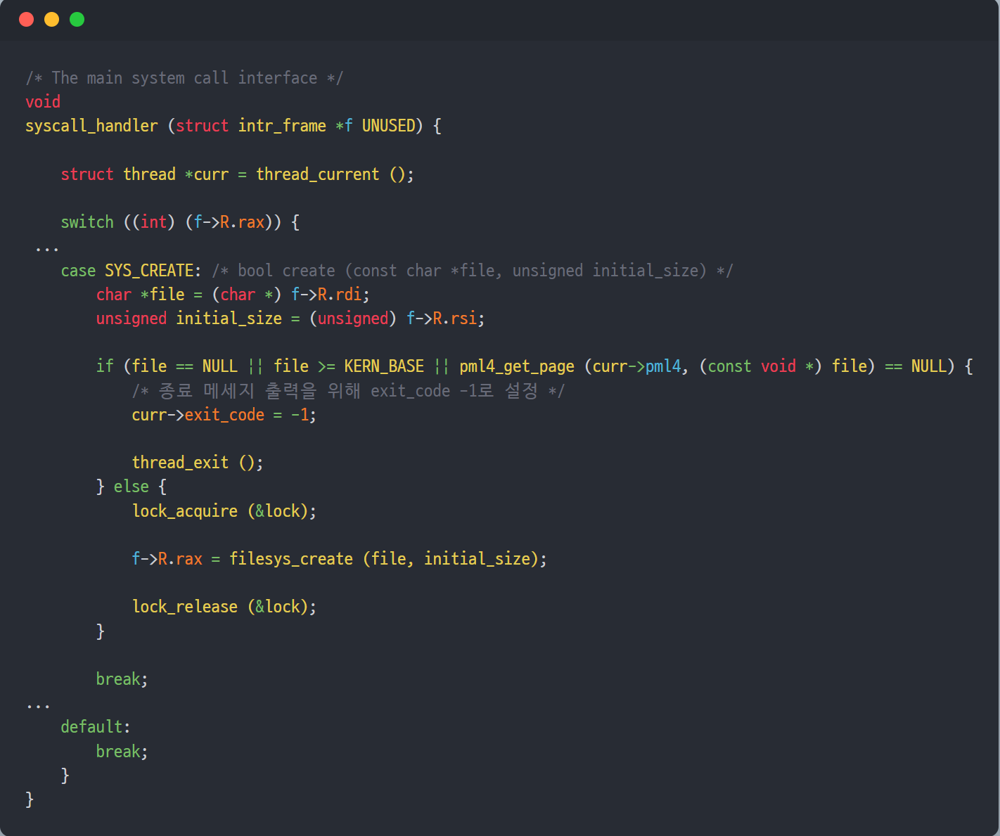 /* The main system call interface */
void
syscall_handler (struct intr_frame *f UNUSED) {
struct thread *curr = thread_current ();
switch ((int) (f->R.rax)) {
...
case SYS_CREATE: /* bool create (const char *file, unsigned initial_size) */
char *file = (char *) f->R.rdi;
unsigned initial_size = (unsigned) f->R.rsi;
if (file == NULL || file >= KERN_BASE || pml4_get_page (curr->pml4, (const void *) file) == NULL) {
/* 종료 메세지 출력을 위해 exit_code -1로 설정 */
curr->exit_code = -1;
thread_exit ();
} else {
lock_acquire (&lock);
f->R.rax = filesys_create (file, initial_size);
lock_release (&lock);
}
break;
...
default:
break;
}
}